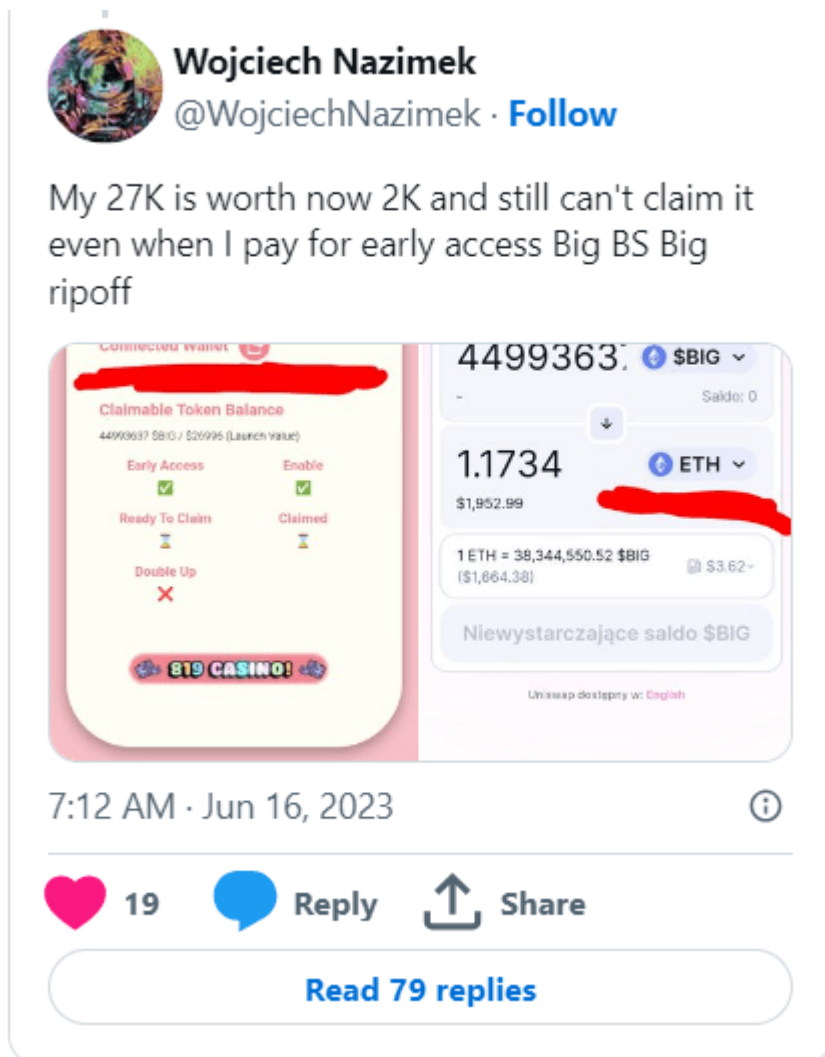 Wojciech Nazimek
@WojciechNazimek · Follow
My 27K is worth now 2K and still can't claim it
even when I pay for early access Big BS Big
ripoff
Connected Wallet
Claimable Token Balance
44993637 $BIG / $26996 (Launch Value)
Early Access Enable
Ready To Claim Claimed
Double Up
819 CASINO!
4499363 $BIG
- Saldo: 0
1.1734 ETH
$1,952.99
1 ETH = 38,344,550.52 $BIG
($1,664.38)
$3.62
Niewystarczające saldo $BIG
Uniswap dostępny w: English
7:12 AM · Jun 16, 2023
19 Reply Share
Read 79 replies